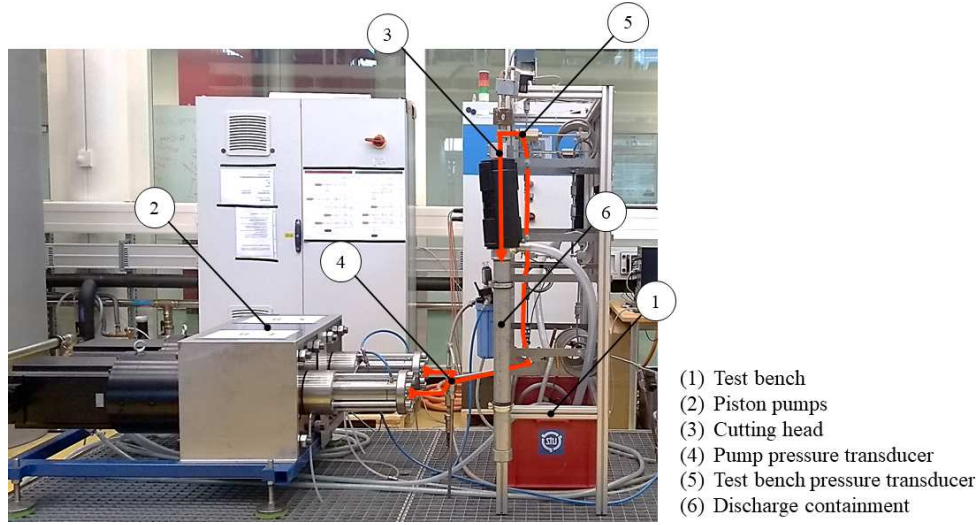 3
5
2
4
6
1
STU
(1) Test bench
(2) Piston pumps
(3) Cutting head
(4) Pump pressure transducer
(5) Test bench pressure transducer
(6) Discharge containment